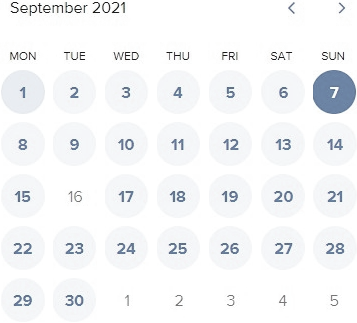 September 2021
MON TUE WED THU FRI SAT SUN
1 2 3 4 5 6 7
8 9 10 11 12 13 14
15 16 17 18 19 20 21
22 23 24 25 26 27 28
29 30 1 2 3 4 5